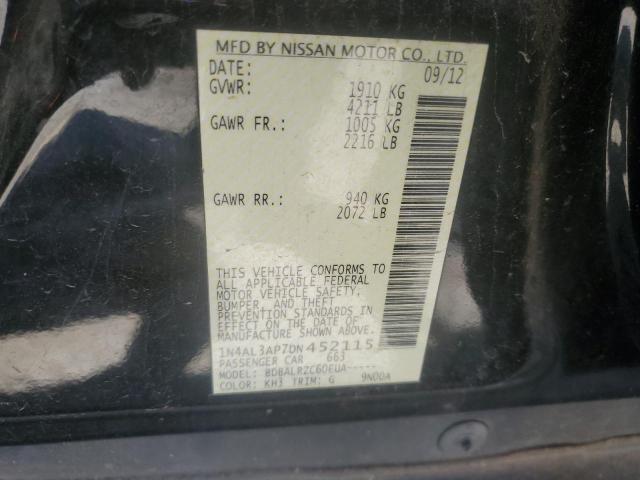 MFD BY NISSAN MOTOR CO., LTD.
DATE: 09/12
GVWR: 1910 KG
4211 LB
GAWR FR.: 1005 KG
2216 LB
GAWR RR.: 940 KG
2072 LB
THIS VEHICLE CONFORMS TO
ALL APPLICABLE FEDERAL
MOTOR VEHICLE SAFETY,
BUMPER, AND THEFT
PREVENTION STANDARDS IN
EFFECT ON THE DATE OF
MANUFACTURE SHOWN ABOVE.
1N4AL3AP7DN452115
PASSENGER CAR 663
MODEL: BDBALRZC6DEUA-----
COLOR: KH3 TRIM: G 9N00A